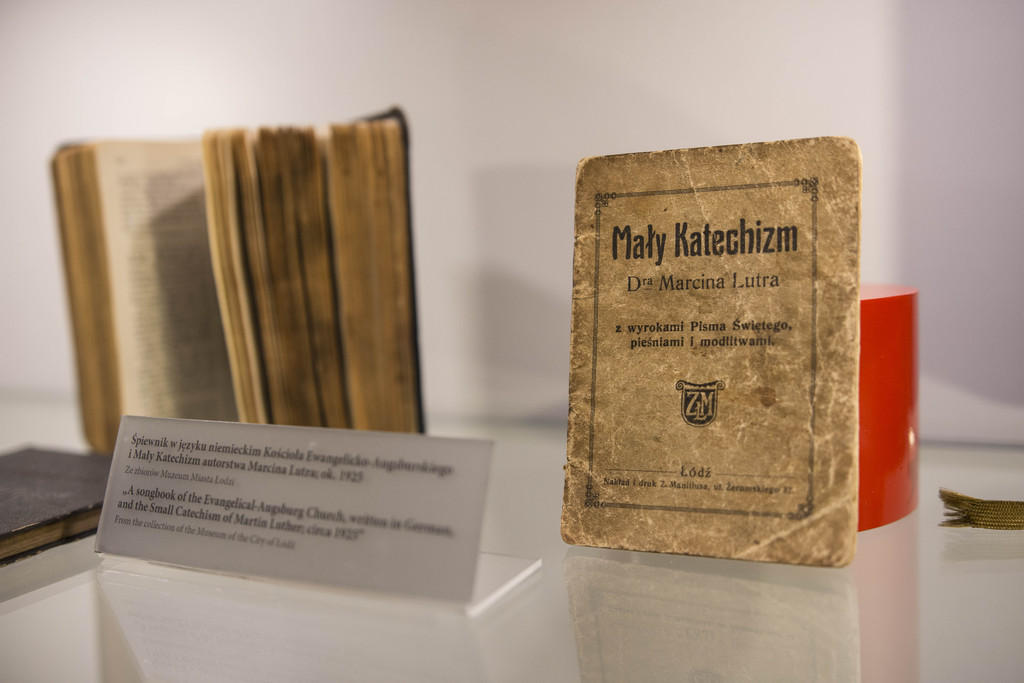 Śpiewnik w języku niemieckim Kościoła Ewangelicko-Augsburskiego
i Mały Katechizm autorstwa Marcina Lutra; ok. 1925
Ze zbiorów Muzeum Miasta Łodzi
„A songbook of the Evangelical-Augsburg Church, written in German,
and the Small Catechism of Martin Luther; circa 1925”
From the collection of the Museum of the City of Łódź
Mały Katechizm
Dra Marcina Lutra
z wyrokami Pisma Świętego,
pieśniami i modlitwami.
ZM
Łódź
Nakład i druk Z. Manitiusa, ul. Żeromskiego 87.